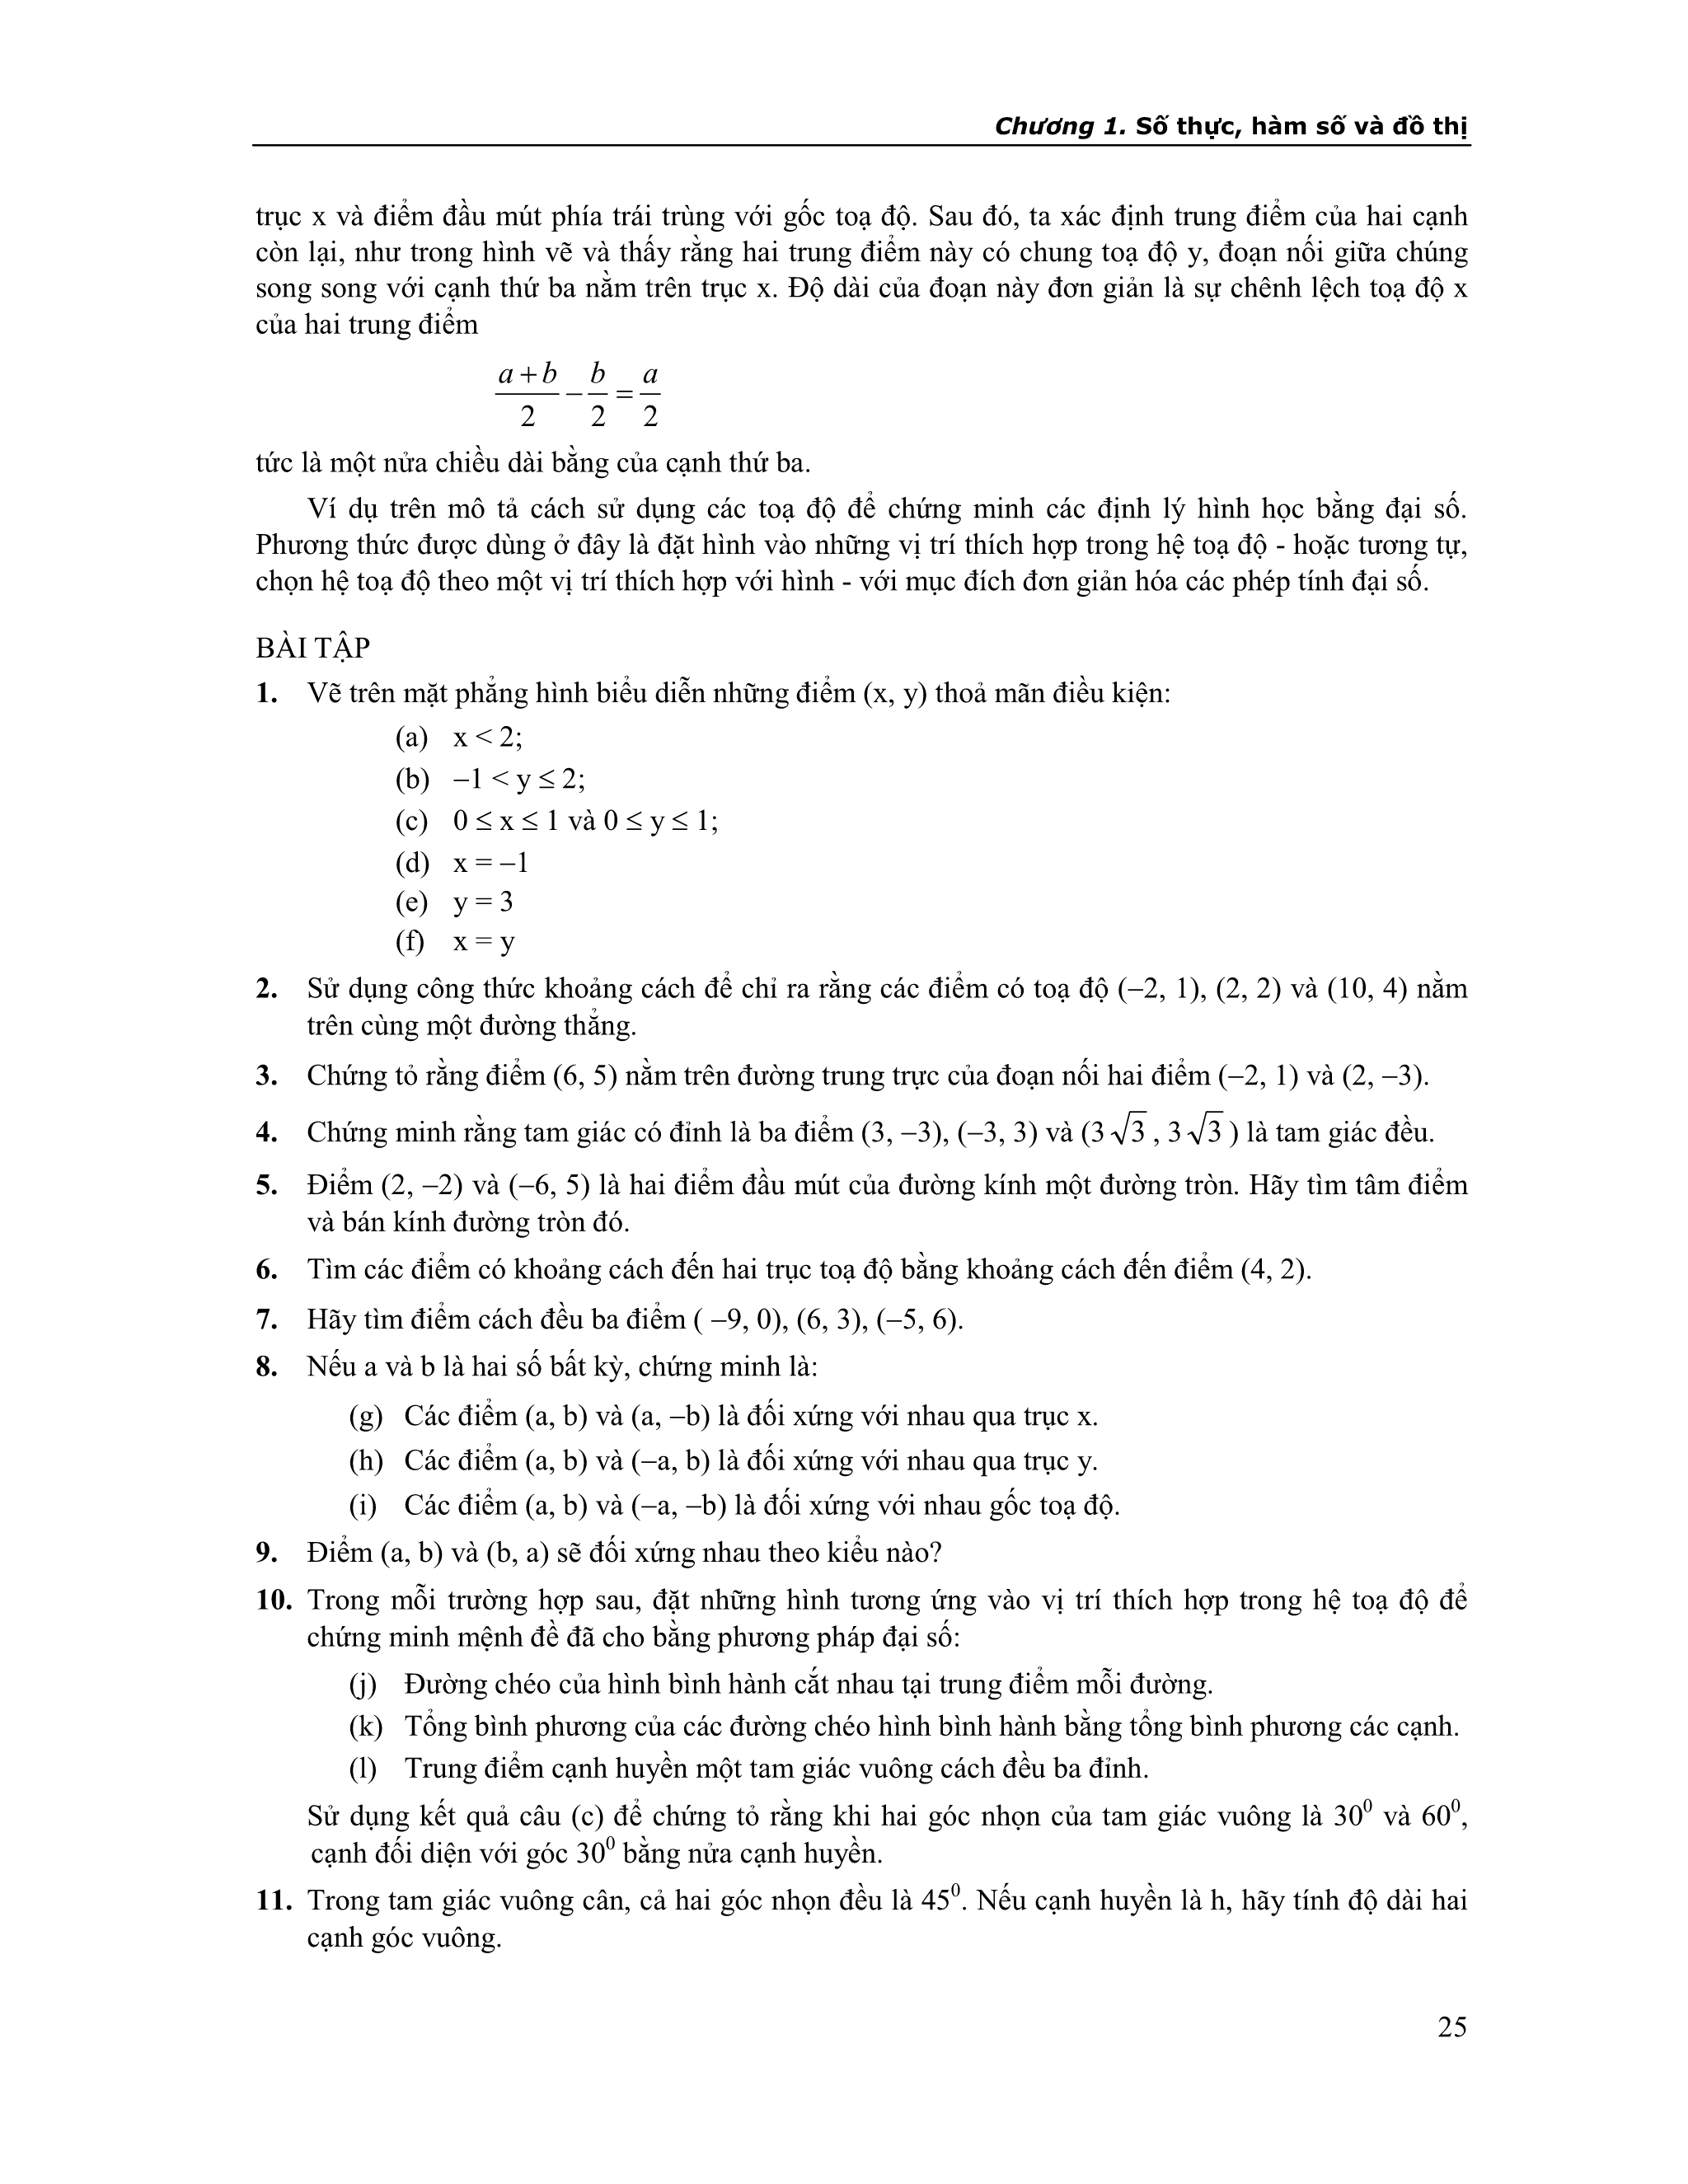 Chương 1. Số thực, hàm số và đồ thị
trục x và điểm đầu mút phía trái trùng với gốc toạ độ. Sau đó, ta xác định trung điểm của hai cạnh
còn lại, như trong hình vẽ và thấy rằng hai trung điểm này có chung toạ độ y, đoạn nối giữa chúng
song song với cạnh thứ ba nằm trên trục x. Độ dài của đoạn này đơn giản là sự chênh lệch toạ độ x
của hai trung điểm
(a + b)/2 − b/2 = a/2
tức là một nửa chiều dài bằng của cạnh thứ ba.
Ví dụ trên mô tả cách sử dụng các toạ độ để chứng minh các định lý hình học bằng đại số.
Phương thức được dùng ở đây là đặt hình vào những vị trí thích hợp trong hệ toạ độ - hoặc tương tự,
chọn hệ toạ độ theo một vị trí thích hợp với hình - với mục đích đơn giản hóa các phép tính đại số.
BÀI TẬP
1. Vẽ trên mặt phẳng hình biểu diễn những điểm (x, y) thoả mãn điều kiện:
(a) x < 2;
(b) −1 < y ≤ 2;
(c) 0 ≤ x ≤ 1 và 0 ≤ y ≤ 1;
(d) x = −1
(e) y = 3
(f) x = y
2. Sử dụng công thức khoảng cách để chỉ ra rằng các điểm có toạ độ (−2, 1), (2, 2) và (10, 4) nằm
trên cùng một đường thẳng.
3. Chứng tỏ rằng điểm (6, 5) nằm trên đường trung trực của đoạn nối hai điểm (−2, 1) và (2, −3).
4. Chứng minh rằng tam giác có đỉnh là ba điểm (3, −3), (−3, 3) và (3√3 , 3√3 ) là tam giác đều.
5. Điểm (2, −2) và (−6, 5) là hai điểm đầu mút của đường kính một đường tròn. Hãy tìm tâm điểm
và bán kính đường tròn đó.
6. Tìm các điểm có khoảng cách đến hai trục toạ độ bằng khoảng cách đến điểm (4, 2).
7. Hãy tìm điểm cách đều ba điểm ( −9, 0), (6, 3), (−5, 6).
8. Nếu a và b là hai số bất kỳ, chứng minh là:
(g) Các điểm (a, b) và (a, −b) là đối xứng với nhau qua trục x.
(h) Các điểm (a, b) và (−a, b) là đối xứng với nhau qua trục y.
(i) Các điểm (a, b) và (−a, −b) là đối xứng với nhau gốc toạ độ.
9. Điểm (a, b) và (b, a) sẽ đối xứng nhau theo kiểu nào?
10. Trong mỗi trường hợp sau, đặt những hình tương ứng vào vị trí thích hợp trong hệ toạ độ để
chứng minh mệnh đề đã cho bằng phương pháp đại số:
(j) Đường chéo của hình bình hành cắt nhau tại trung điểm mỗi đường.
(k) Tổng bình phương của các đường chéo hình bình hành bằng tổng bình phương các cạnh.
(l) Trung điểm cạnh huyền một tam giác vuông cách đều ba đỉnh.
Sử dụng kết quả câu (c) để chứng tỏ rằng khi hai góc nhọn của tam giác vuông là 30⁰ và 60⁰,
cạnh đối diện với góc 30⁰ bằng nửa cạnh huyền.
11. Trong tam giác vuông cân, cả hai góc nhọn đều là 45⁰. Nếu cạnh huyền là h, hãy tính độ dài hai
cạnh góc vuông.
25